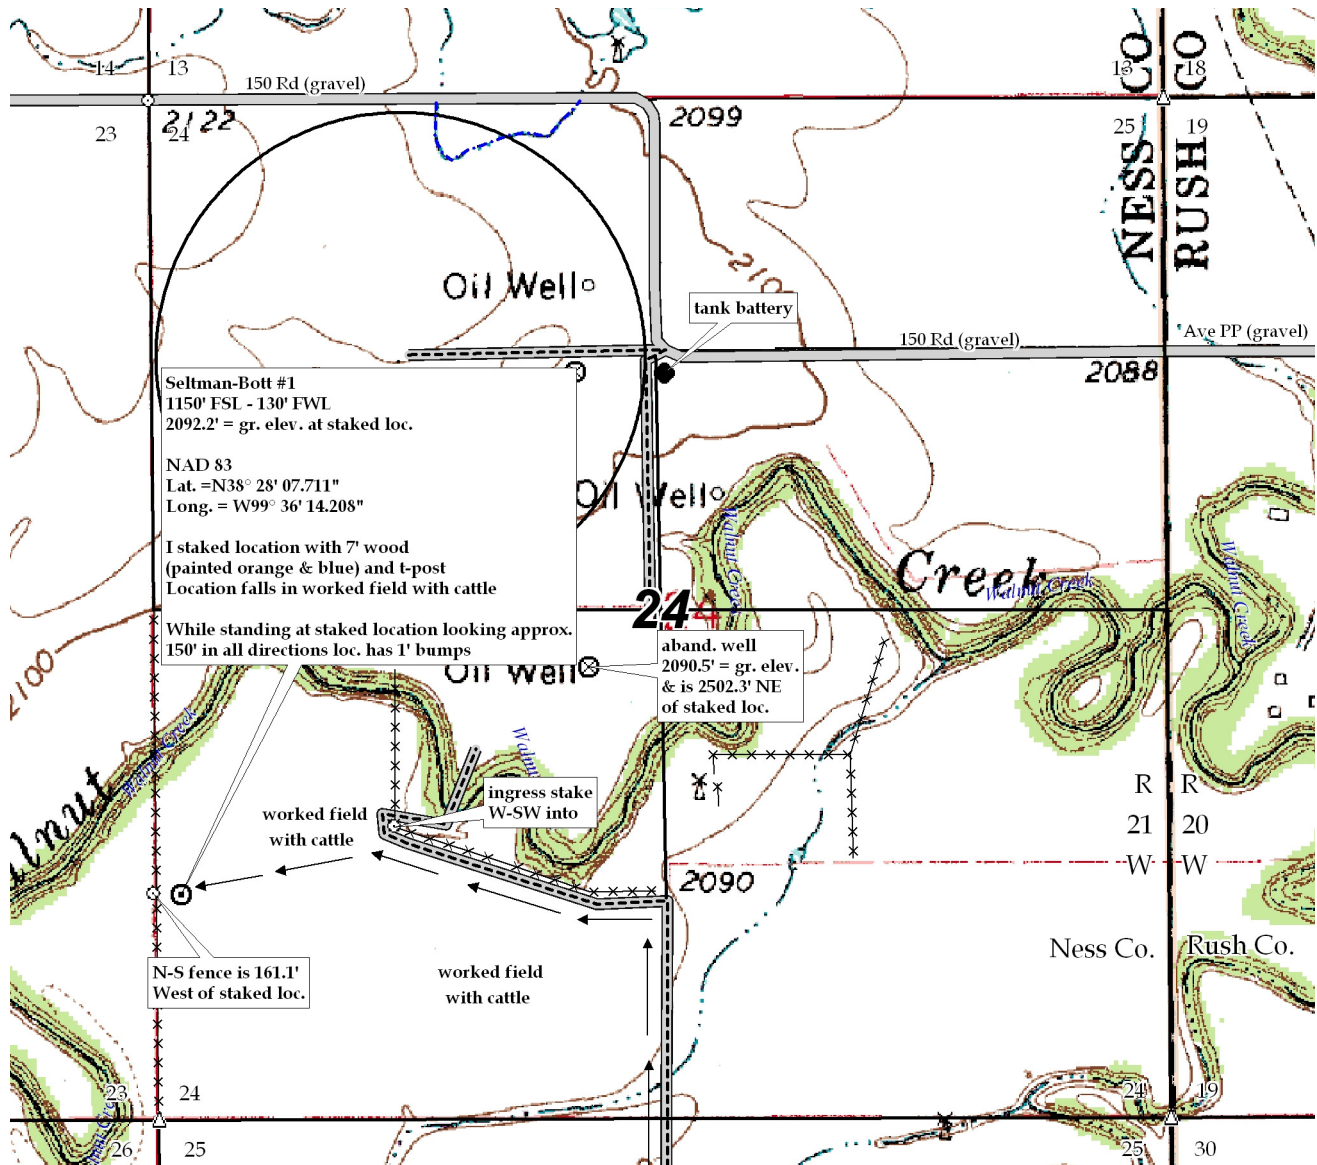 14 13
150 Rd (gravel)
13 18
NESS CO
RUSH CO
23 24
2122
2099
25 19
2100
Oil Well
tank battery
150 Rd (gravel)
Ave PP (gravel)
2088
Seltman-Bott #1
1150' FSL - 130' FWL
2092.2' = gr. elev. at staked loc.
NAD 83
Lat. =N38° 28' 07.711"
Long. = W99° 36' 14.208"
I staked location with 7' wood
(painted orange & blue) and t-post
Location falls in worked field with cattle
While standing at staked location looking approx.
150' in all directions loc. has 1' bumps
Oil Well
Walnut Creek
Creek
Walnut Creek
Walnut Creek
24
24
aband. well
2090.5' = gr. elev.
& is 2502.3' NE
of staked loc.
Oil Well
2100
Walnut Creek
Walnut
ingress stake
W-SW into
worked field
with cattle
R R
21 20
W W
alnut
2090
Ness Co. Rush Co.
N-S fence is 161.1'
West of staked loc.
worked field
with cattle
23 24
24 19
26 25
25 30